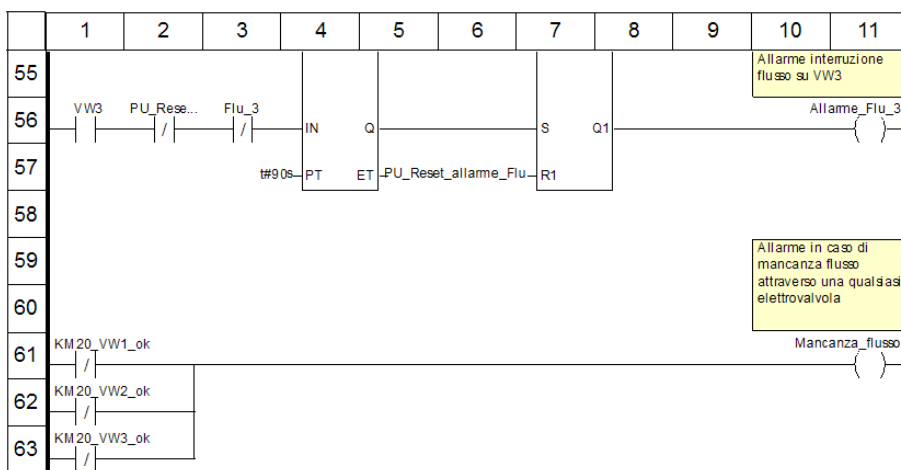 1 2 3 4 5 6 7 8 9 10 11
55
Allarme interruzione
flusso su VW3
56
VW3 PU_Rese... Flu_3
IN Q S Q1
Allarme_Flu_3
57
t#90s PT ET PU_Reset_allarme_Flu R1
58
59
Allarme in caso di
mancanza flusso
attraverso una qualsiasi
elettrovalvola
60
61
KM20_VW1_ok
Mancanza_flusso
62
KM20_VW2_ok
63
KM20_VW3_ok